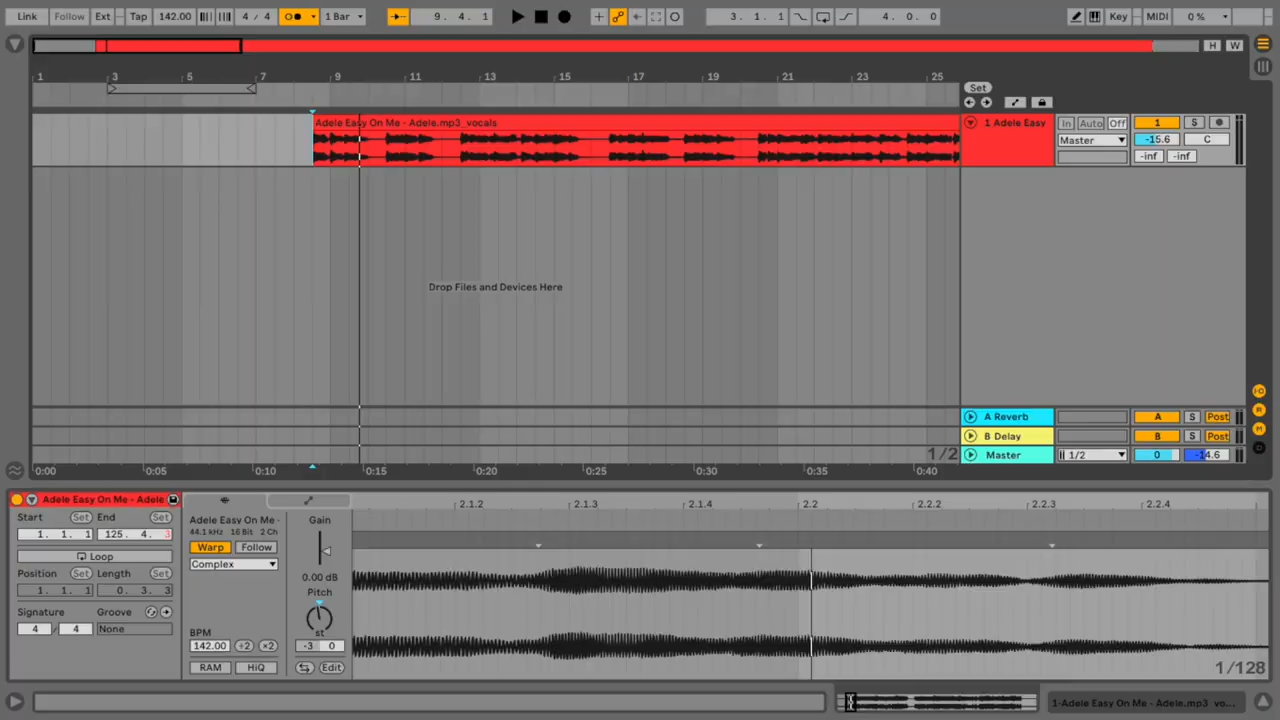 Link Follow Ext Tap 142.00 4 / 4 1 Bar 9. 4. 1 3. 1. 1 4. 0. 0 Key MIDI 0 %
H W
1 3 5 7 9 11 13 15 17 19 21 23 25
Set
Adele Easy On Me - Adele.mp3_vocals
1 Adele Easy In Auto Off 1 S
Master -15.6 C
-inf -inf
Drop Files and Devices Here
I-O
R
M
D
A Reverb A S Post
B Delay B S Post
1/2 Master 1/2 0 -14.6
0:00 0:05 0:10 0:15 0:20 0:25 0:30 0:35 0:40
Adele Easy On Me - Adele
Start Set End Set
1. 1. 1 125. 4. 3
Loop
Position Set Length Set
1. 1. 1 0. 3. 3
Signature Groove
4 / 4 None
Adele Easy On Me -
44.1 kHz 16 Bit 2 Ch
Warp Follow
Complex
BPM
142.00 ÷2 ×2
RAM HiQ
Gain
0.00 dB
Pitch
st
-3 0
Edit
2.1.2 2.1.3 2.1.4 2.2 2.2.2 2.2.3 2.2.4
1/128
1-Adele Easy On Me - Adele.mp3 vo...